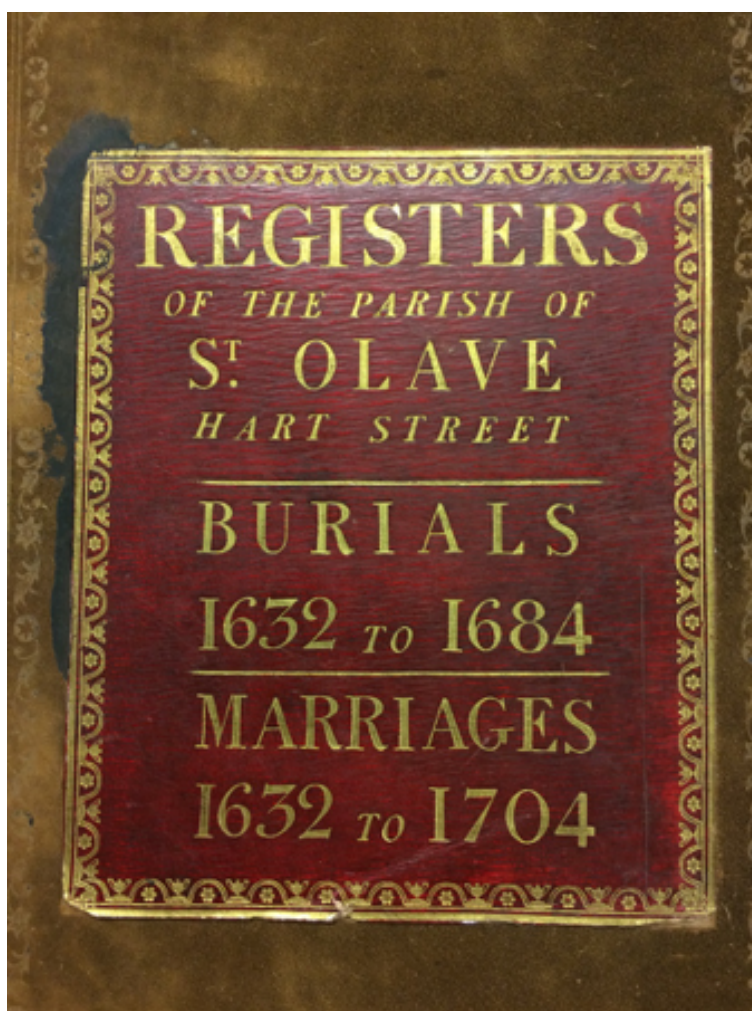 REGISTERS
OF THE PARISH OF
ST. OLAVE
HART STREET
BURIALS
1632 TO 1684
MARRIAGES
1632 TO 1704